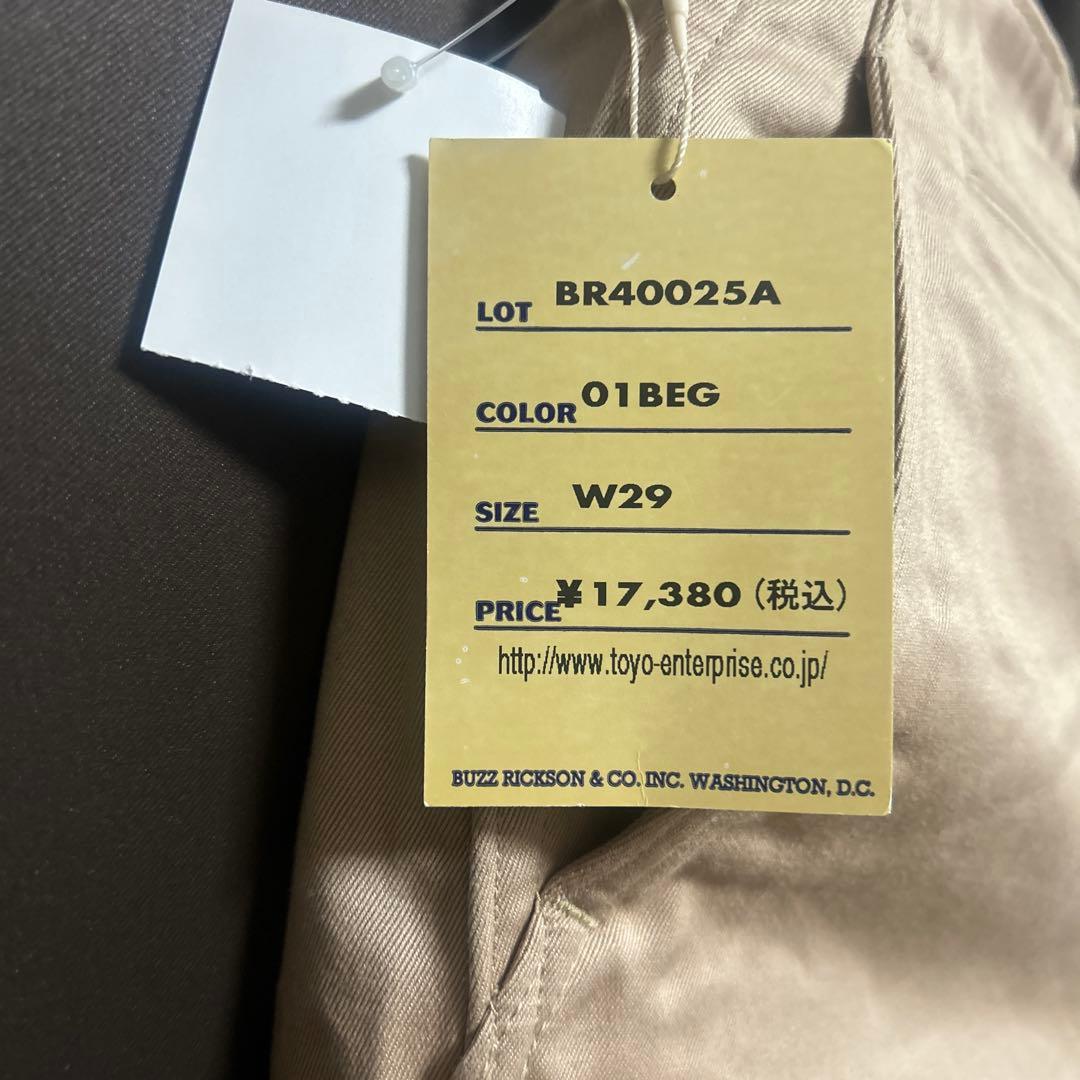 LOT BR40025A
COLOR 01BEG
SIZE W29
PRICE ¥17,380(税込)
http://www.toyo-enterprise.co.jp/
BUZZ RICKSON & CO. INC. WASHINGTON, D.C.